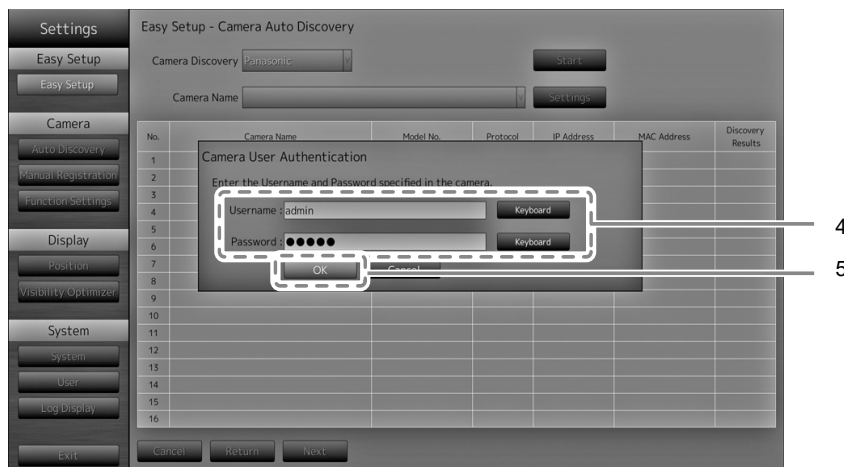 Settings
Easy Setup
Easy Setup
Camera
Auto Discovery
Manual Registration
Function Settings
Display
Position
Visibility Optimizer
System
System
User
Log Display
Exit
Easy Setup - Camera Auto Discovery
Camera Discovery Panasonic Start
Camera Name Settings
No. Camera Name Model No. Protocol IP Address MAC Address Discovery Results
1
2
3
4
5
6
7
8
9
10
11
12
13
14
15
16
Camera User Authentication
Enter the Username and Password specified in the camera.
Username : admin Keyboard
Password : ●●●●● Keyboard
OK Cancel
4
5
Cancel Return Next